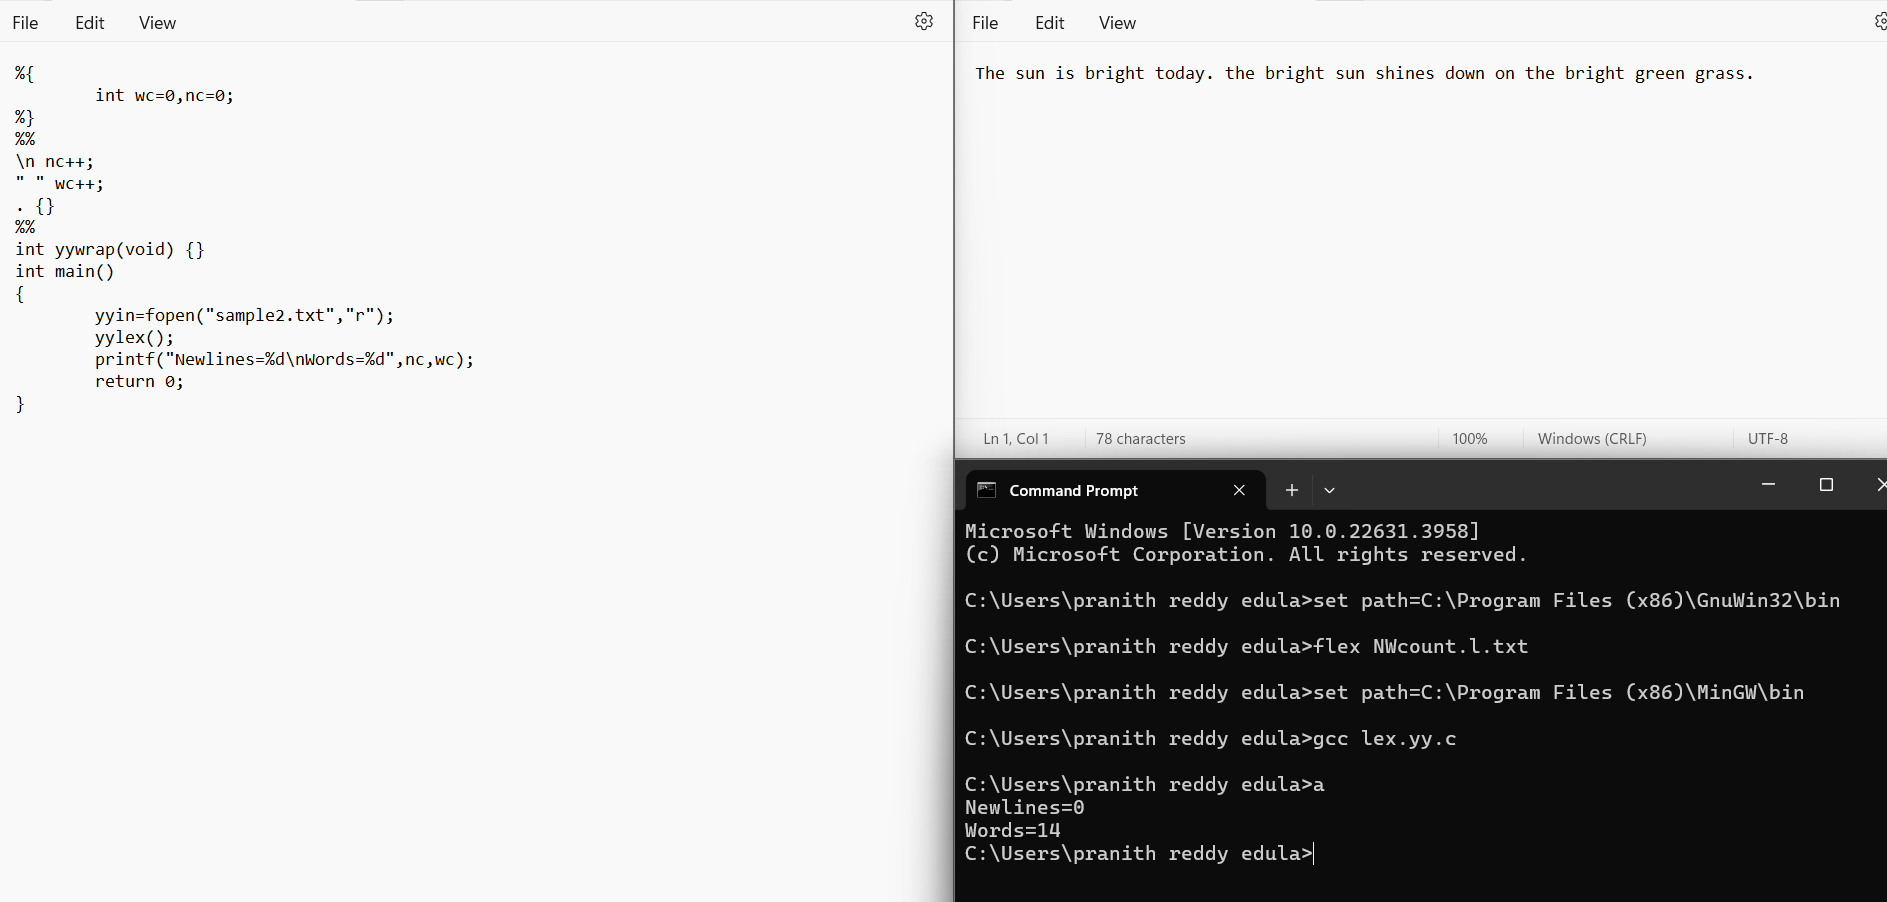 File Edit View
%{
int wc=0,nc=0;
%}
%%
\n nc++;
" " wc++;
. {}
%%
int yywrap(void) {}
int main()
{
yyin=fopen("sample2.txt","r");
yylex();
printf("Newlines=%d\nWords=%d",nc,wc);
return 0;
}
File Edit View
The sun is bright today. the bright sun shines down on the bright green grass.
Ln 1, Col 1 78 characters 100% Windows (CRLF) UTF-8
Command Prompt
Microsoft Windows [Version 10.0.22631.3958]
(c) Microsoft Corporation. All rights reserved.
C:\Users\pranith reddy edula>set path=C:\Program Files (x86)\GnuWin32\bin
C:\Users\pranith reddy edula>flex NWcount.l.txt
C:\Users\pranith reddy edula>set path=C:\Program Files (x86)\MinGW\bin
C:\Users\pranith reddy edula>gcc lex.yy.c
C:\Users\pranith reddy edula>a
Newlines=0
Words=14
C:\Users\pranith reddy edula>